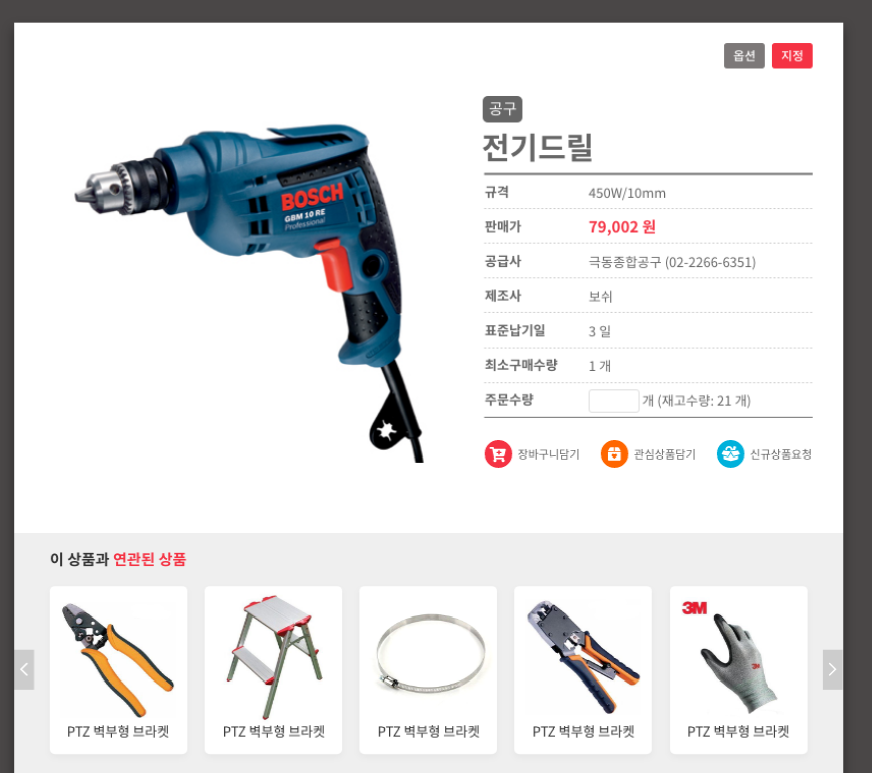 옵션 지정
공구
전기드릴
BOSCH
GBM 10 RE
Professional
규격 450W/10mm
판매가 79,002 원
공급사 극동종합공구 (02-2266-6351)
제조사 보쉬
표준납기일 3 일
최소구매수량 1 개
주문수량 개 (재고수량: 21 개)
장바구니담기 관심상품담기 신규상품요청
이 상품과 연관된 상품
3M
3M
PTZ 벽부형 브라켓 PTZ 벽부형 브라켓 PTZ 벽부형 브라켓 PTZ 벽부형 브라켓 PTZ 벽부형 브라켓